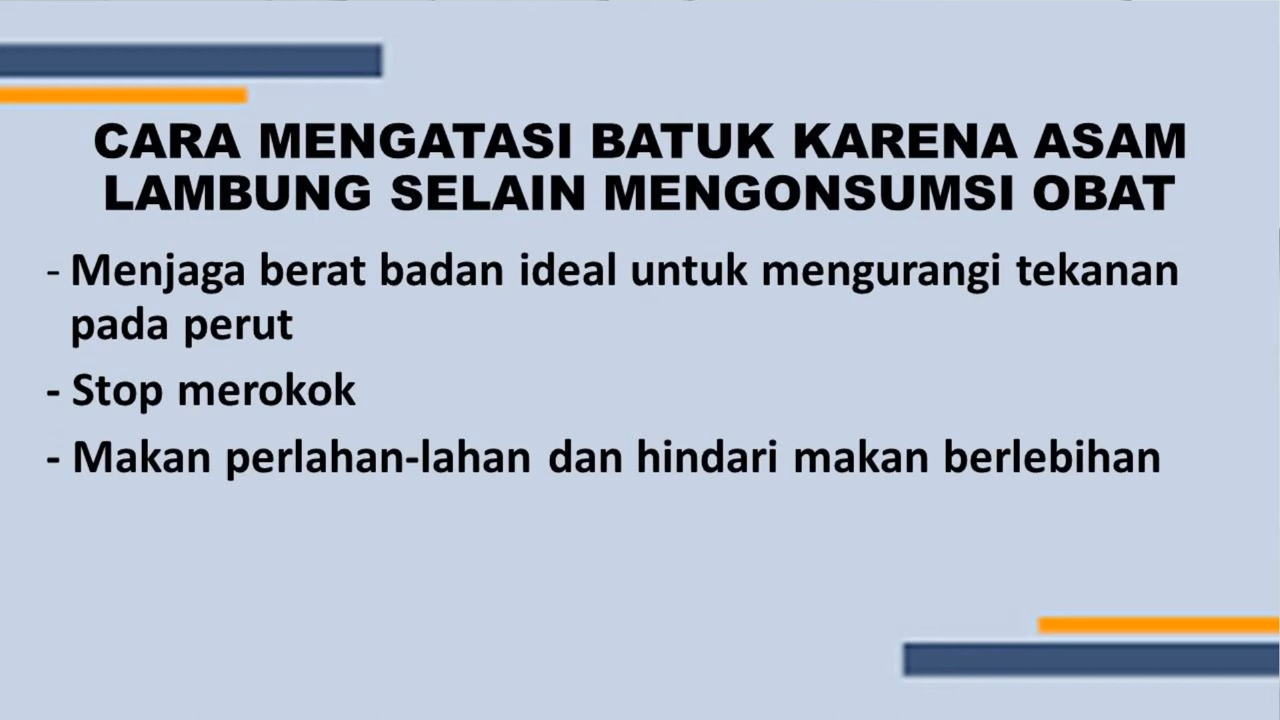 CARA MENGATASI BATUK KARENA ASAM
LAMBUNG SELAIN MENGONSUMSI OBAT
- Menjaga berat badan ideal untuk mengurangi tekanan
pada perut
- Stop merokok
- Makan perlahan-lahan dan hindari makan berlebihan